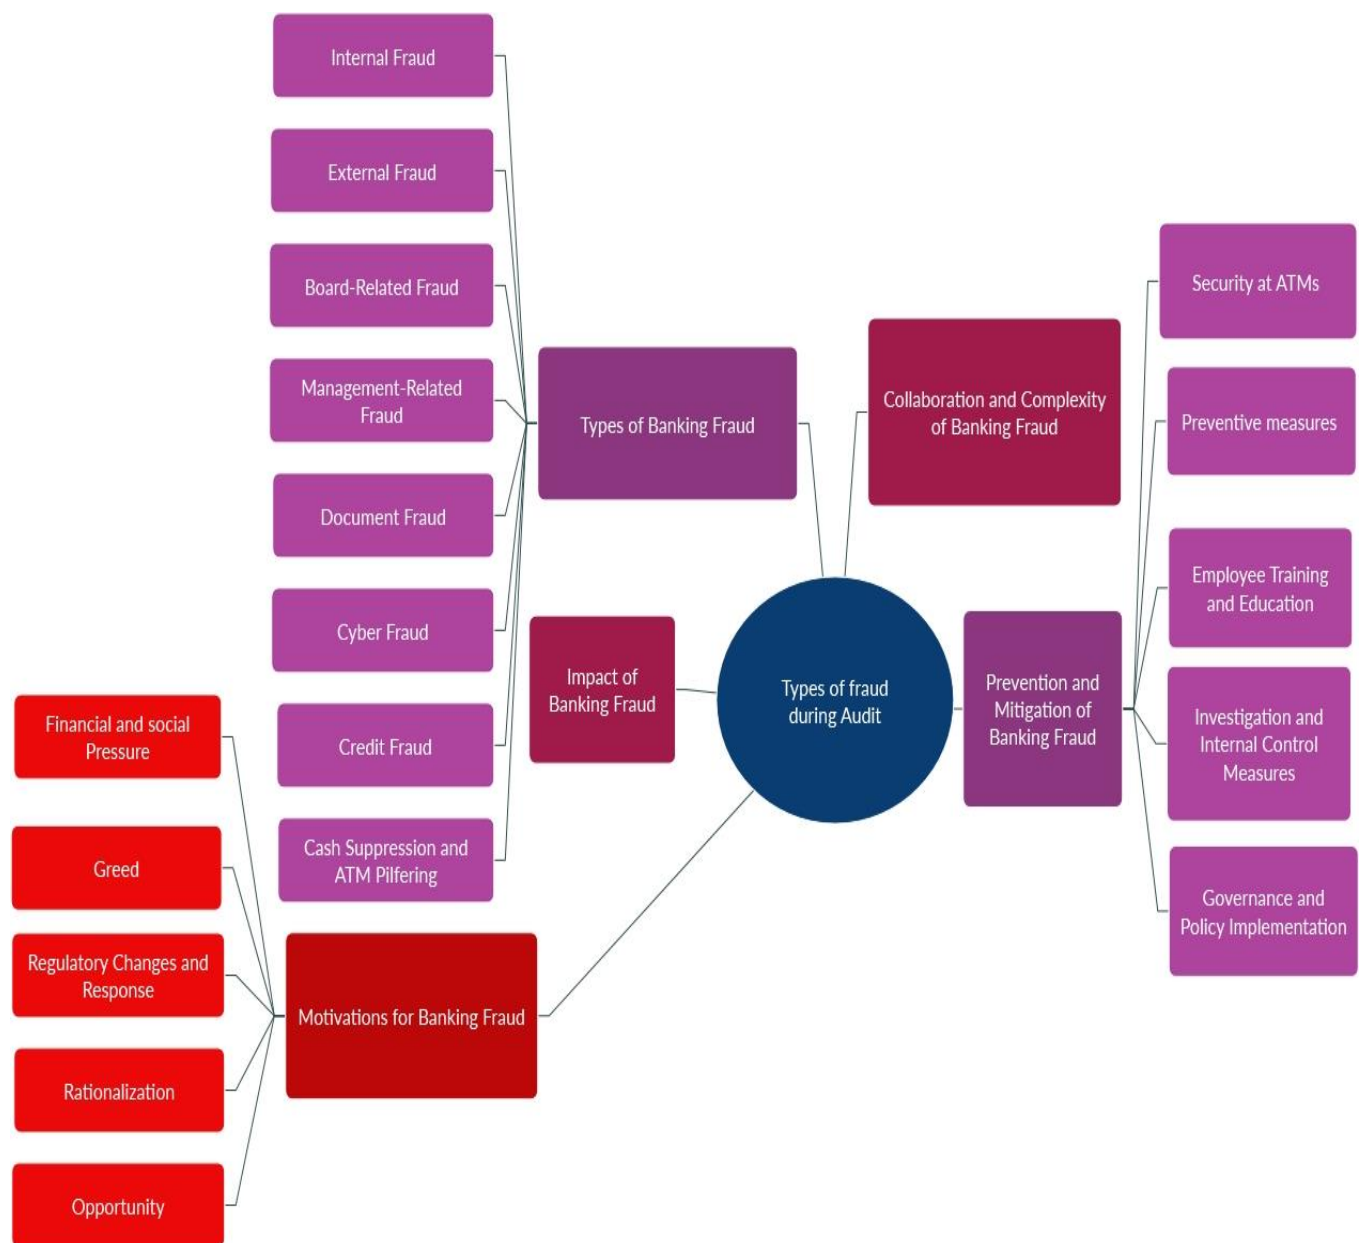 Internal Fraud
External Fraud
Board-Related Fraud
Management-Related
Fraud
Document Fraud
Cyber Fraud
Credit Fraud
Cash Suppression and
ATM Pilfering
Types of Banking Fraud
Collaboration and Complexity
of Banking Fraud
Security at ATMs
Preventive measures
Employee Training
and Education
Investigation and
Internal Control
Measures
Governance and
Policy Implementation
Prevention and
Mitigation of
Banking Fraud
Types of fraud
during Audit
Impact of
Banking Fraud
Financial and social
Pressure
Greed
Regulatory Changes and
Response
Rationalization
Opportunity
Motivations for Banking Fraud